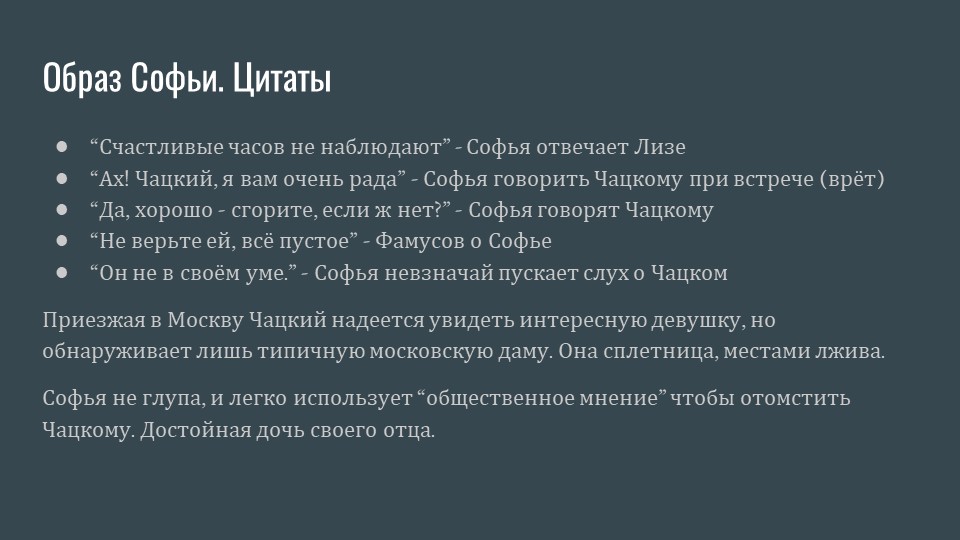 Образ Софьи. Цитаты
● “Счастливые часов не наблюдают” - Софья отвечает Лизе
● “Ах! Чацкий, я вам очень рада” - Софья говорить Чацкому при встрече (врёт)
● “Да, хорошо - сгорите, если ж нет?” - Софья говорят Чацкому
● “Не верьте ей, всё пустое” - Фамусов о Софье
● “Он не в своём уме.” - Софья невзначай пускает слух о Чацком
Приезжая в Москву Чацкий надеется увидеть интересную девушку, но
обнаруживает лишь типичную московскую даму. Она сплетница, местами лжива.
Софья не глупа, и легко использует “общественное мнение” чтобы отомстить
Чацкому. Достойная дочь своего отца.